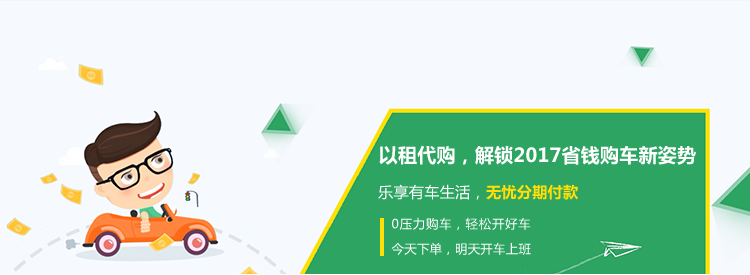 以租代购，解锁2017省钱购车新姿势
乐享有车生活，无忧分期付款
0压力购车，轻松开好车
今天下单，明天开车上班